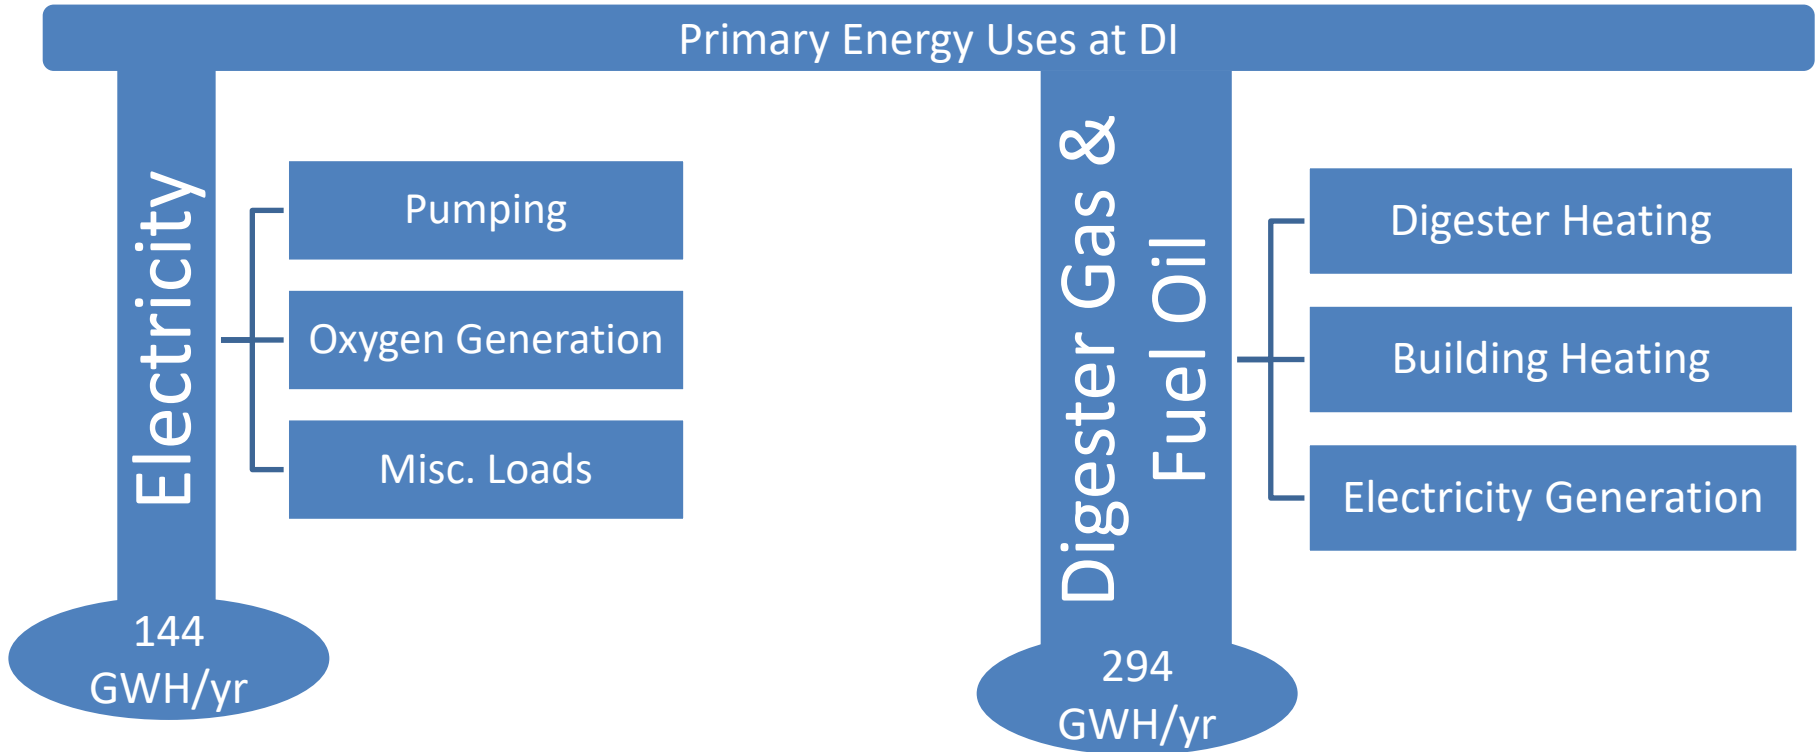 Primary Energy Uses at DI
Electricity
Pumping
Oxygen Generation
Misc. Loads
144
GWH/yr
Digester Gas &
Fuel Oil
Digester Heating
Building Heating
Electricity Generation
294
GWH/yr